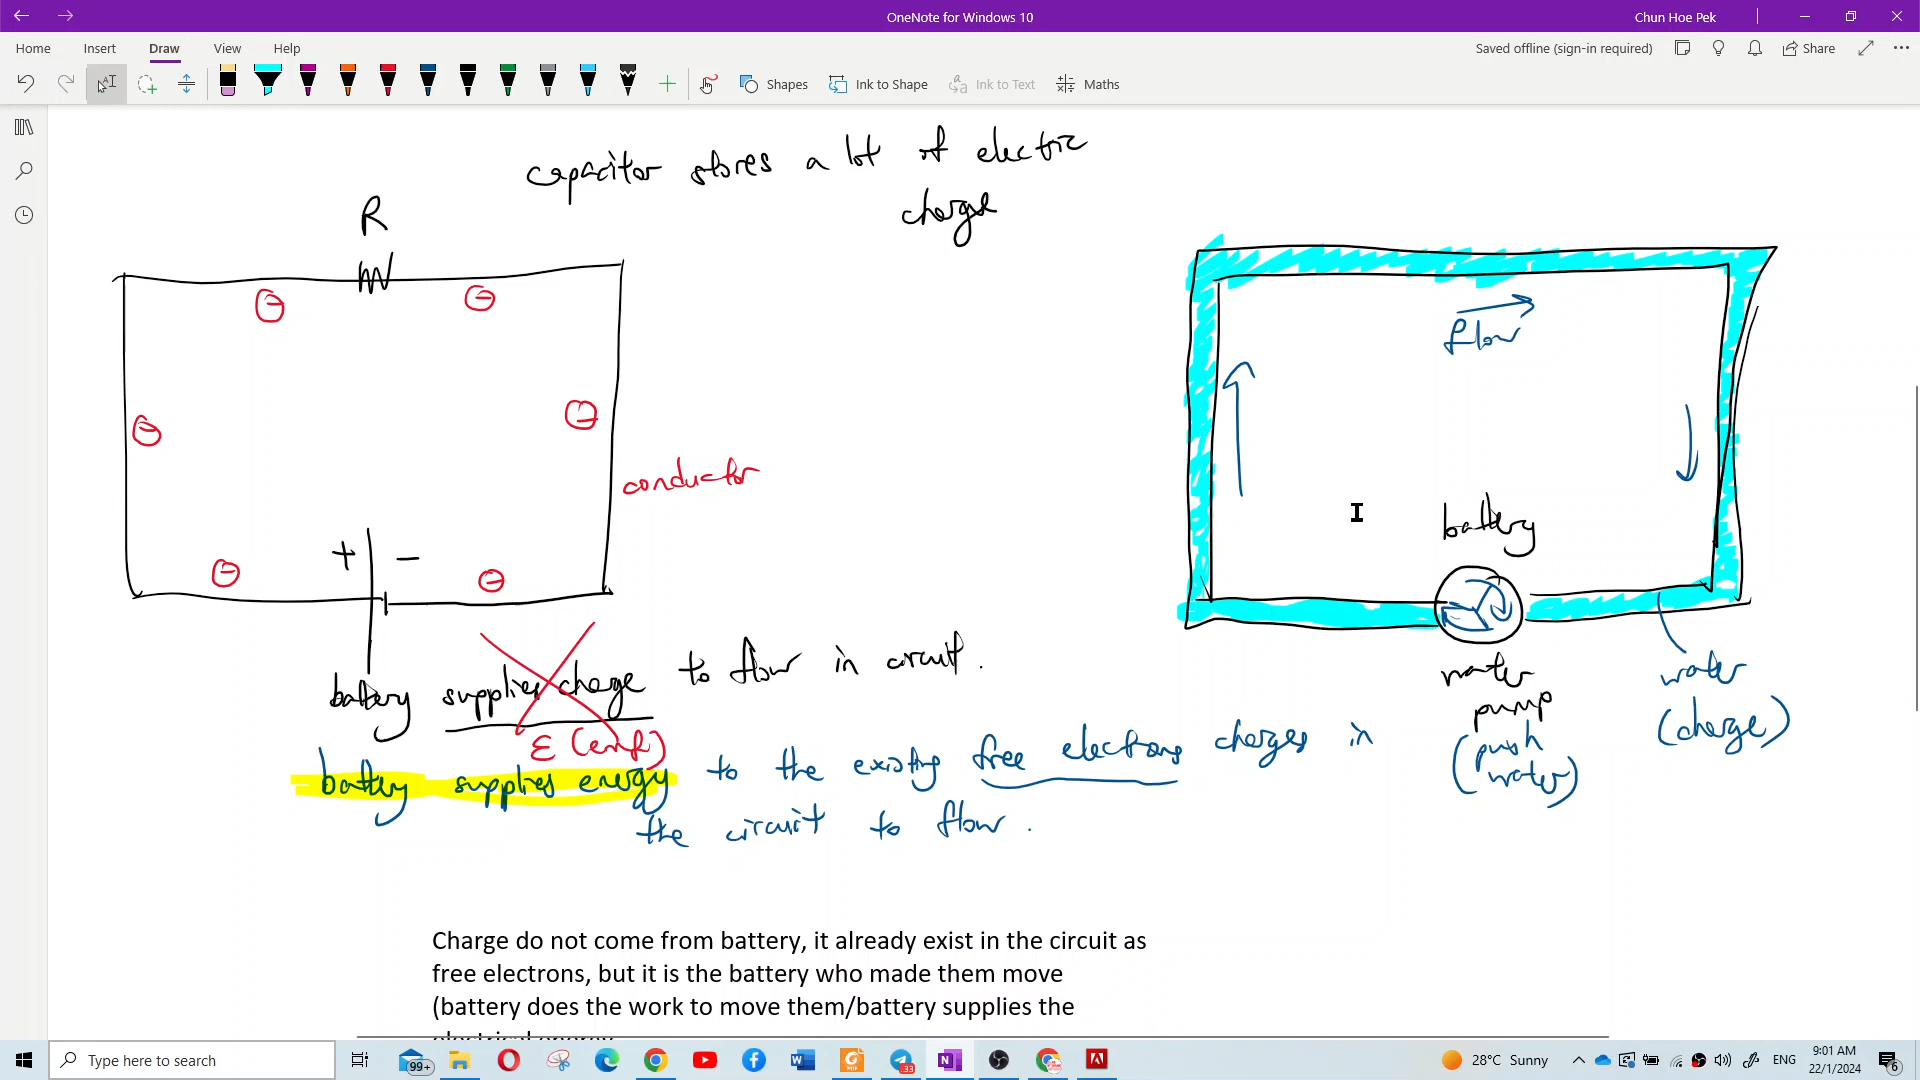 OneNote for Windows 10
Chun Hoe Pek
Home Insert Draw View Help
Saved offline (sign-in required) Share
Shapes Ink to Shape Ink to Text Maths
capacitor stores a lot of electric
charge
R
flow
conductor
battery
+ -
battery supplies charge to flow in circuit.
water
pump
(push
water)
water
(charge)
ε (emf)
battery supplies energy to the existing free electrons charges in
the circuit to flow.
Charge do not come from battery, it already exist in the circuit as
free electrons, but it is the battery who made them move
(battery does the work to move them/battery supplies the
electrical energy
Type here to search
99+
33
28°C Sunny
ENG
9:01 AM
22/1/2024
6